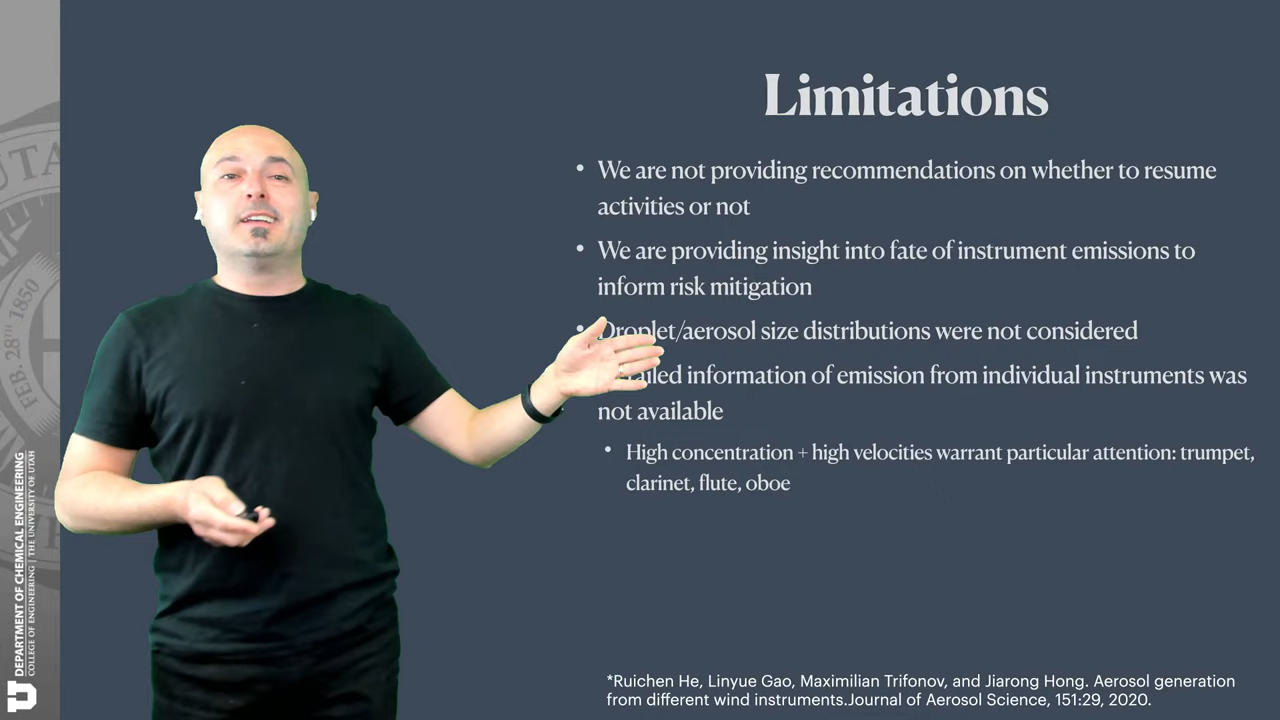 Limitations
• We are not providing recommendations on whether to resume
activities or not
• We are providing insight into fate of instrument emissions to
inform risk mitigation
• Droplet/aerosol size distributions were not considered
information of emission from individual instruments was
not available
• High concentration + high velocities warrant particular attention: trumpet,
clarinet, flute, oboe
*Ruichen He, Linyue Gao, Maximilian Trifonov, and Jiarong Hong. Aerosol generation
from different wind instruments.Journal of Aerosol Science, 151:29, 2020.
DEPARTMENT OF CHEMICAL ENGINEERING
COLLEGE OF ENGINEERING | THE UNIVERSITY OF UTAH
UTA
FEB. 28TH 1850
U